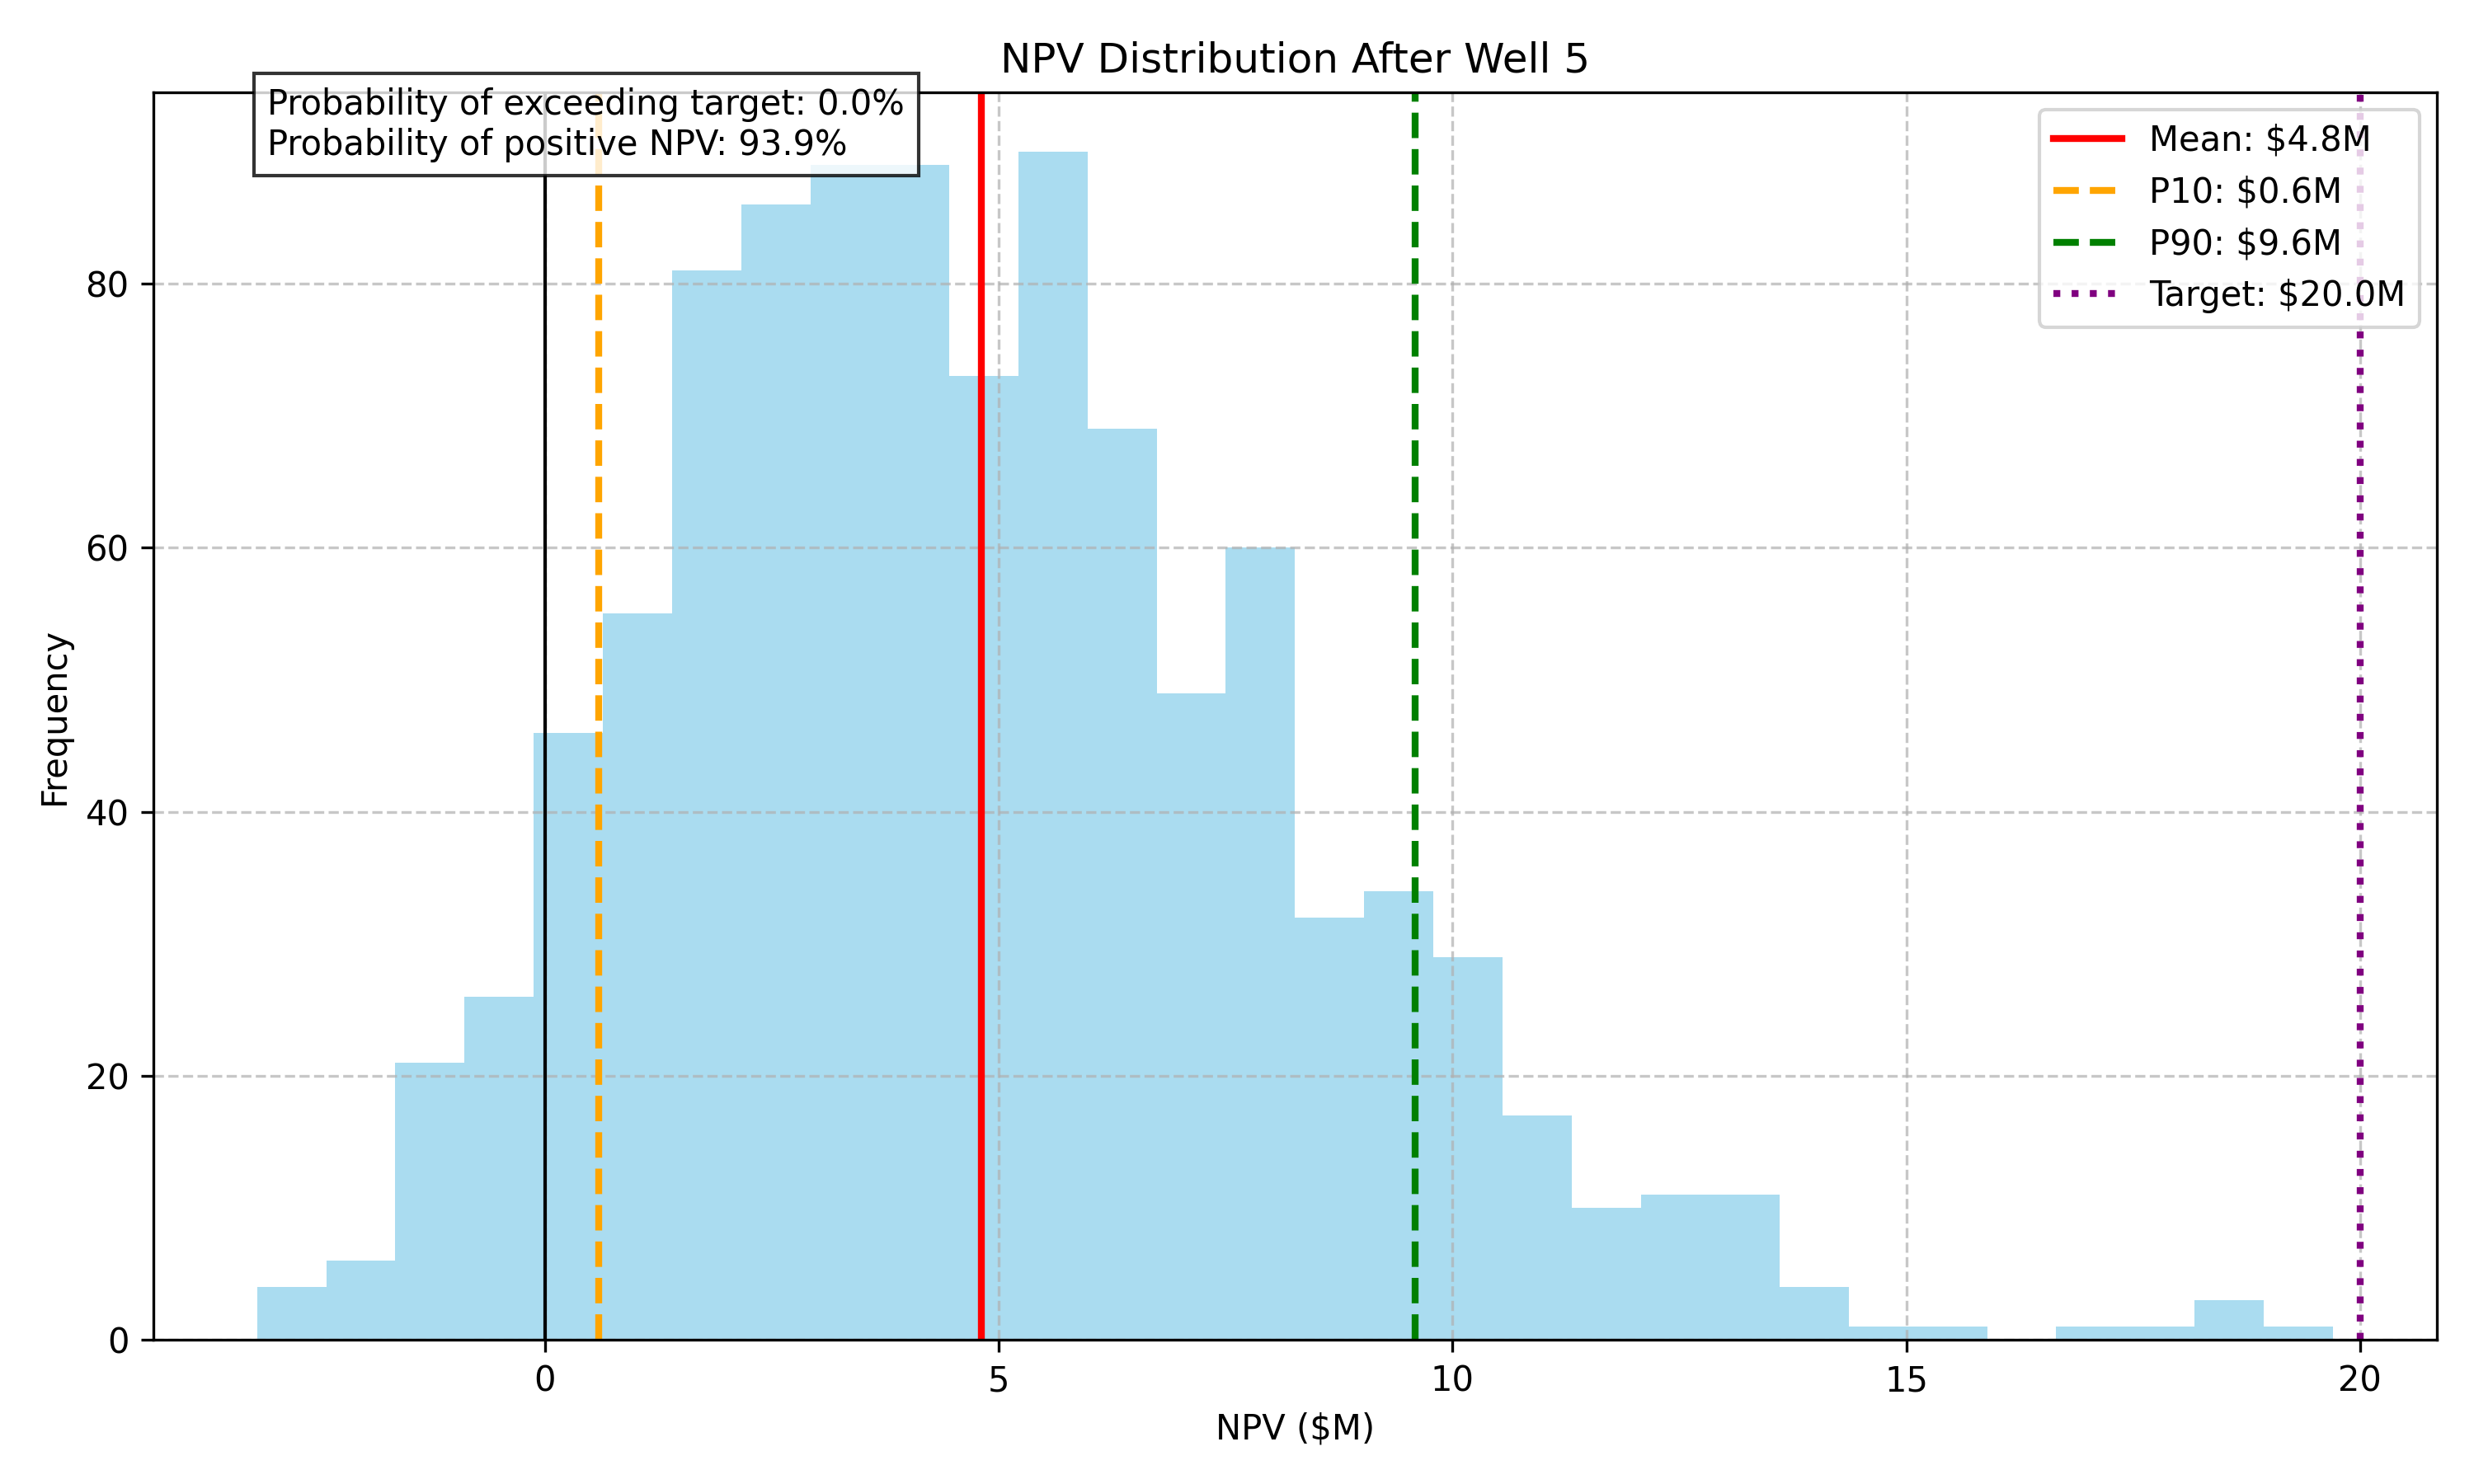 NPV Distribution After Well 5
Probability of exceeding target: 0.0%
Probability of positive NPV: 93.9%
Mean: $4.8M
P10: $0.6M
P90: $9.6M
Target: $20.0M
80
60
40
20
0
Frequency
0 5 10 15 20
NPV ($M)